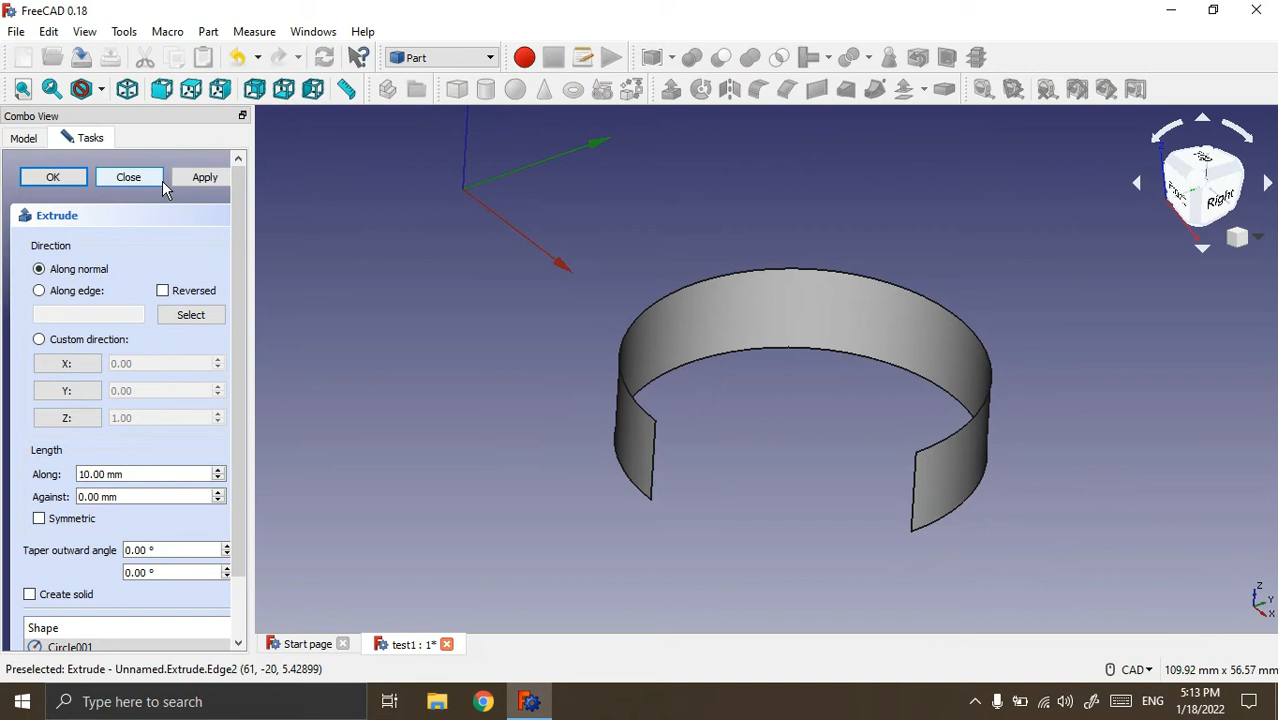 FreeCAD 0.18
File Edit View Tools Macro Part Measure Windows Help
Part
Combo View
Model Tasks
OK Close Apply
Extrude
Direction
Along normal
Along edge: Reversed
Select
Custom direction:
X: 0.00
Y: 0.00
Z: 1.00
Length
Along: 10.00 mm
Against: 0.00 mm
Symmetric
Taper outward angle 0.00 °
0.00 °
Create solid
Shape
Circle001
Right
Z
Y
X
Start page test1 : 1*
Preselected: Extrude - Unnamed.Extrude.Edge2 (61, -20, 5.42899) CAD 109.92 mm x 56.57 mm
Type here to search ENG 5:13 PM
1/18/2022